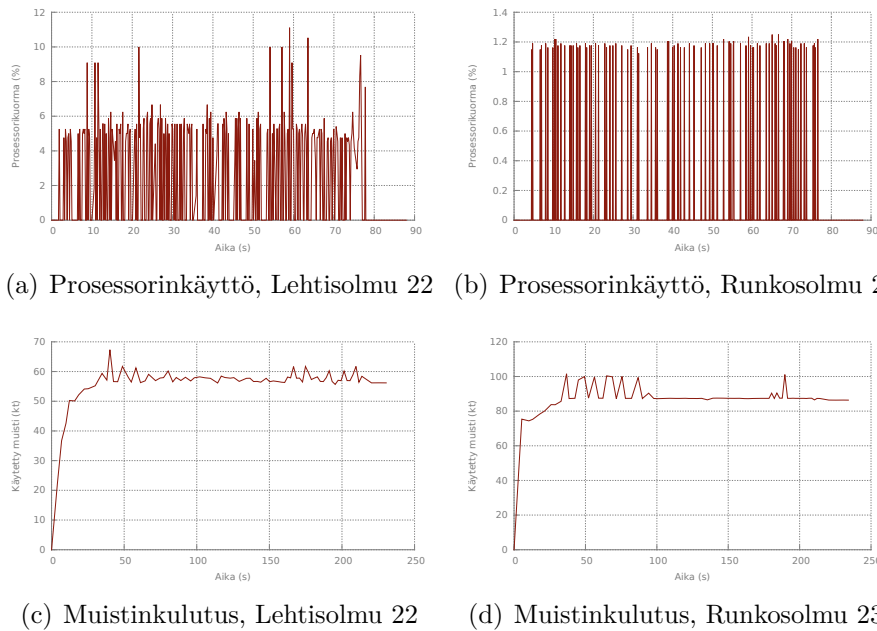 12
10
8
6
4
2
0
Prosessorikuorma (%)
0 10 20 30 40 50 60 70 80 90
Aika (s)
1.4
1.2
1
0.8
0.6
0.4
0.2
0
Prosessorikuorma (%)
0 10 20 30 40 50 60 70 80 90
Aika (s)
(a) Prosessorinkäyttö, Lehtisolmu 22
(b) Prosessorinkäyttö, Runkosolmu 2
70
60
50
40
30
20
10
0
Käytetty muisti (kt)
0 50 100 150 200 250
Aika (s)
120
100
80
60
40
20
0
Käytetty muisti (kt)
0 50 100 150 200 250
Aika (s)
(c) Muistinkulutus, Lehtisolmu 22
(d) Muistinkulutus, Runkosolmu 23